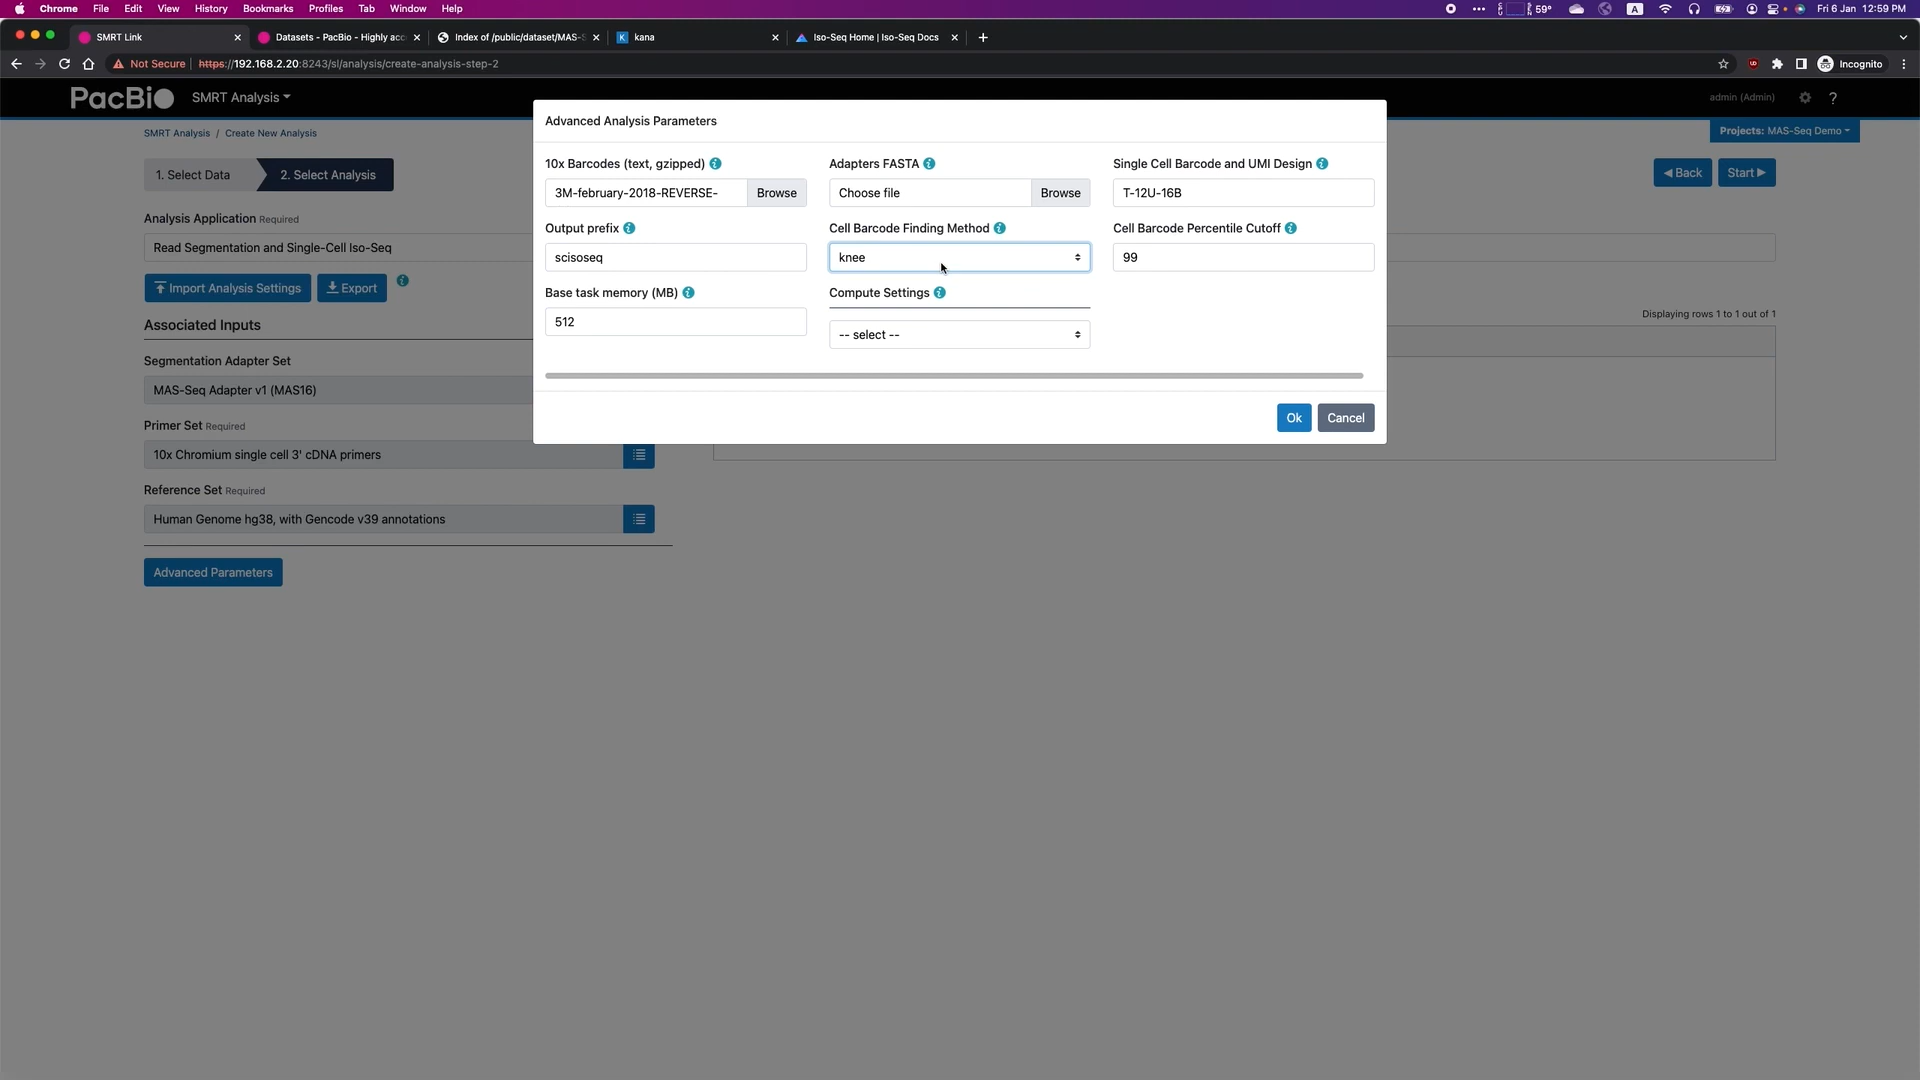 Chrome File Edit View History Bookmarks Profiles Tab Window Help 59° A Fri 6 Jan 12:59 PM
SMRT Link Datasets - PacBio - Highly acc Index of /public/dataset/MAS-S kana Iso-Seq Home | Iso-Seq Docs
Not Secure https://192.168.2.20:8243/sl/analysis/create-analysis-step-2 Incognito
PacBio SMRT Analysis admin (Admin) ?
SMRT Analysis / Create New Analysis
Projects: MAS-Seq Demo
1. Select Data 2. Select Analysis
Back Start
Analysis Application Required
Read Segmentation and Single-Cell Iso-Seq
Import Analysis Settings Export
Associated Inputs
Displaying rows 1 to 1 out of 1
Segmentation Adapter Set
MAS-Seq Adapter v1 (MAS16)
Primer Set Required
10x Chromium single cell 3' cDNA primers
Reference Set Required
Human Genome hg38, with Gencode v39 annotations
Advanced Parameters
Advanced Analysis Parameters
10x Barcodes (text, gzipped) Adapters FASTA Single Cell Barcode and UMI Design
3M-february-2018-REVERSE- Browse Choose file Browse T-12U-16B
Output prefix Cell Barcode Finding Method Cell Barcode Percentile Cutoff
scisoseq knee 99
Base task memory (MB) Compute Settings
512 -- select --
Ok Cancel